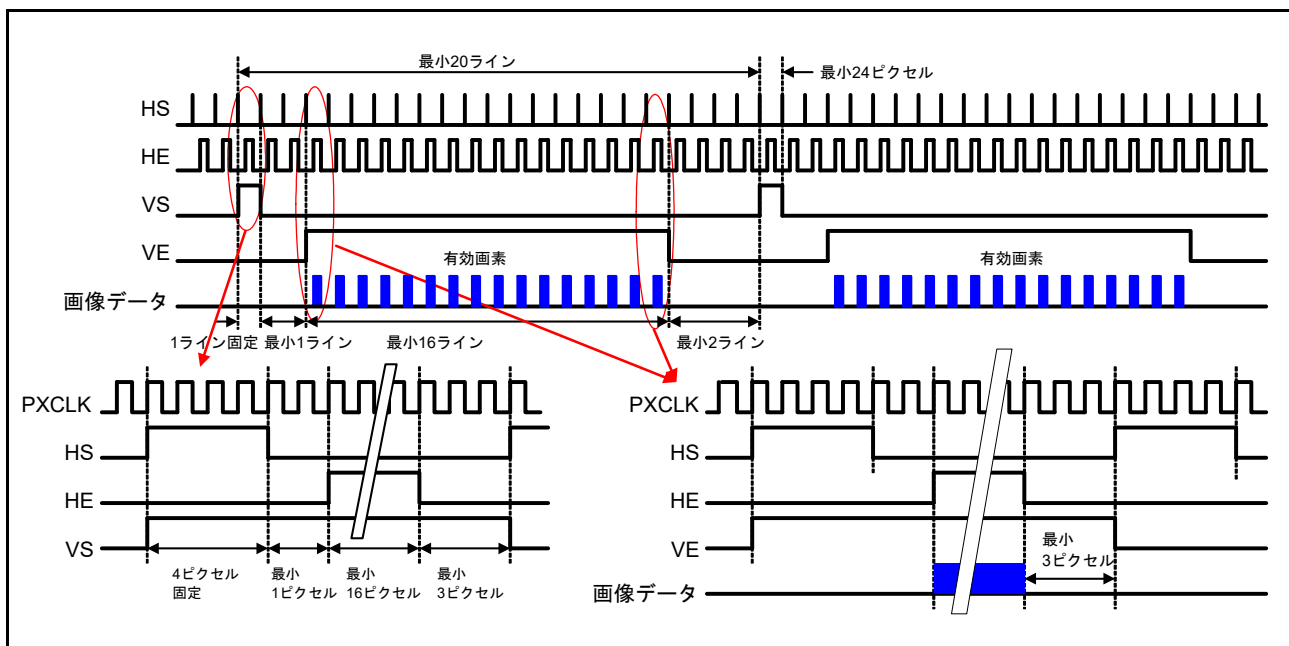 最小20ライン
最小24ピクセル
HS
HE
VS
VE
有効画素
有効画素
画像データ
1ライン固定
最小1ライン
最小16ライン
最小2ライン
PXCLK
HS
HE
VS
4ピクセル
固定
最小
1ピクセル
最小
16ピクセル
最小
3ピクセル
PXCLK
HS
HE
VE
最小
3ピクセル
画像データ